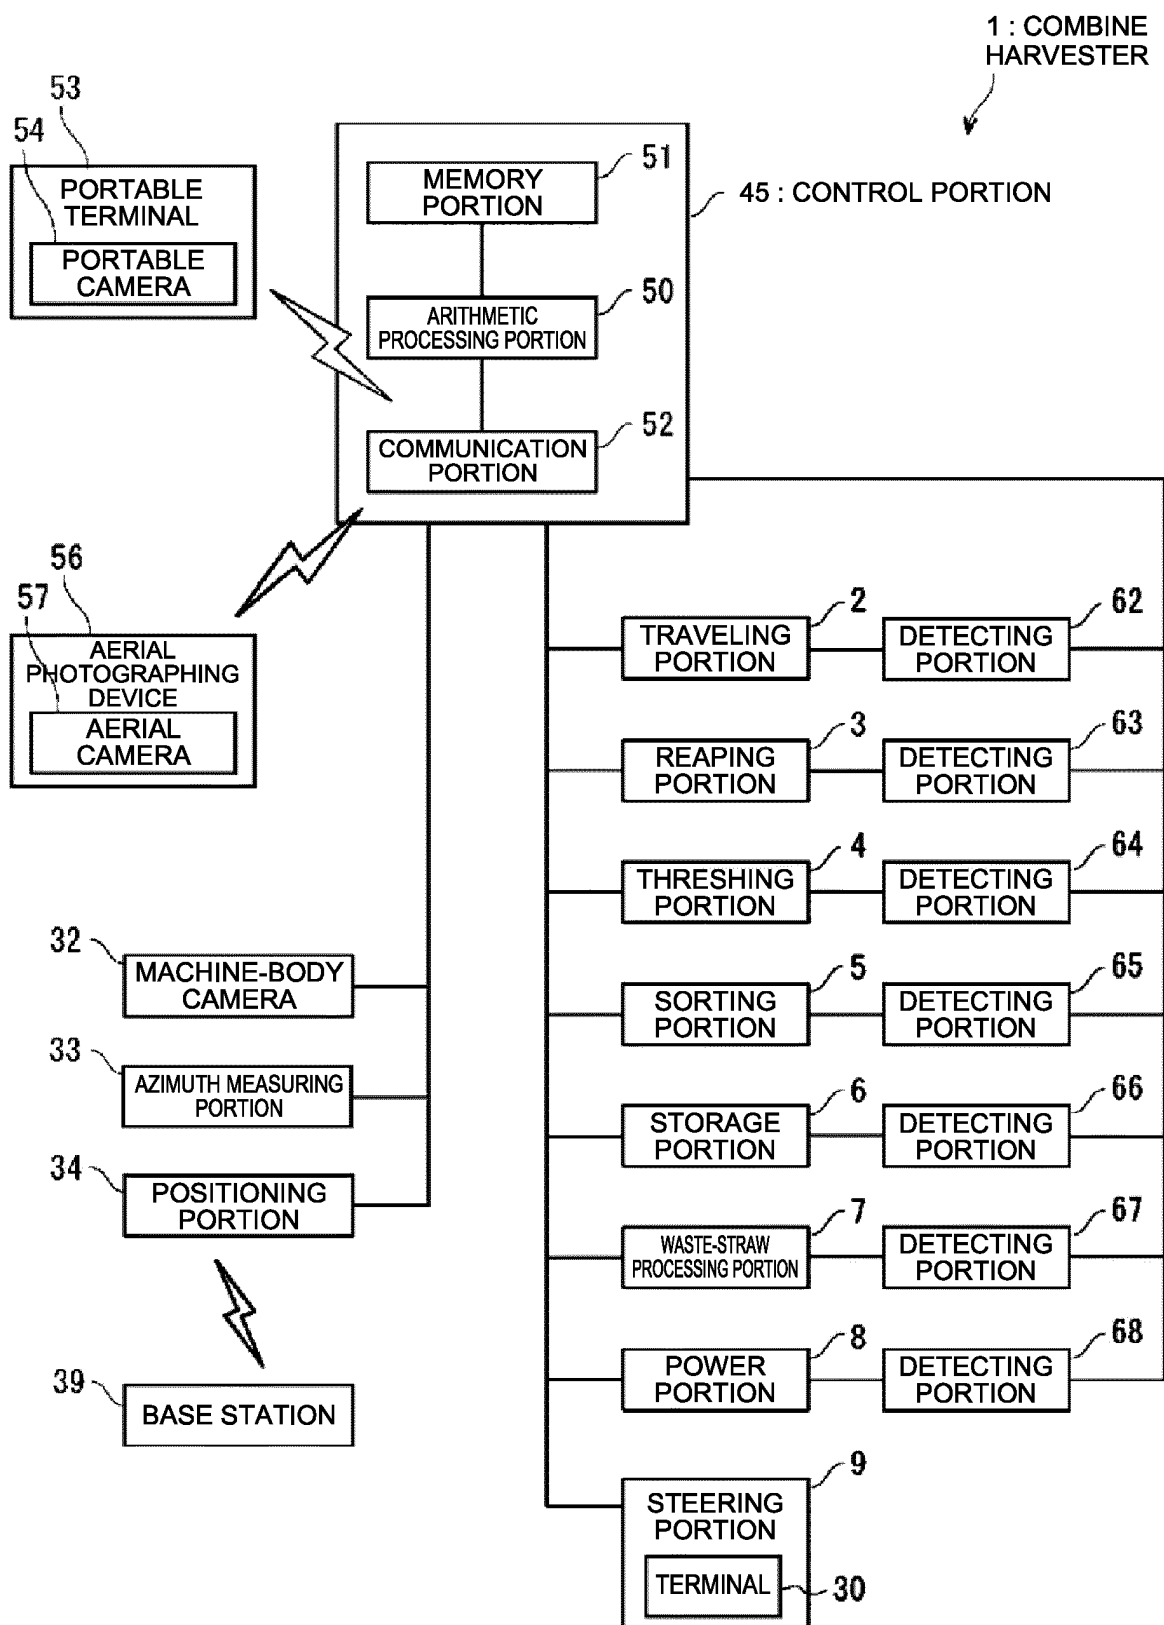 1 : COMBINE
HARVESTER
53
54
PORTABLE
TERMINAL
PORTABLE
CAMERA
51
MEMORY
PORTION
45 : CONTROL PORTION
50
ARITHMETIC
PROCESSING PORTION
52
COMMUNICATION
PORTION
56
57
AERIAL
PHOTOGRAPHING
DEVICE
AERIAL
CAMERA
2
TRAVELING
PORTION
62
DETECTING
PORTION
3
REAPING
PORTION
63
DETECTING
PORTION
4
THRESHING
PORTION
64
DETECTING
PORTION
32
MACHINE-BODY
CAMERA
5
SORTING
PORTION
65
DETECTING
PORTION
33
AZIMUTH MEASURING
PORTION
6
STORAGE
PORTION
66
DETECTING
PORTION
34
POSITIONING
PORTION
7
WASTE-STRAW
PROCESSING PORTION
67
DETECTING
PORTION
39
BASE STATION
8
POWER
PORTION
68
DETECTING
PORTION
9
STEERING
PORTION
TERMINAL
30